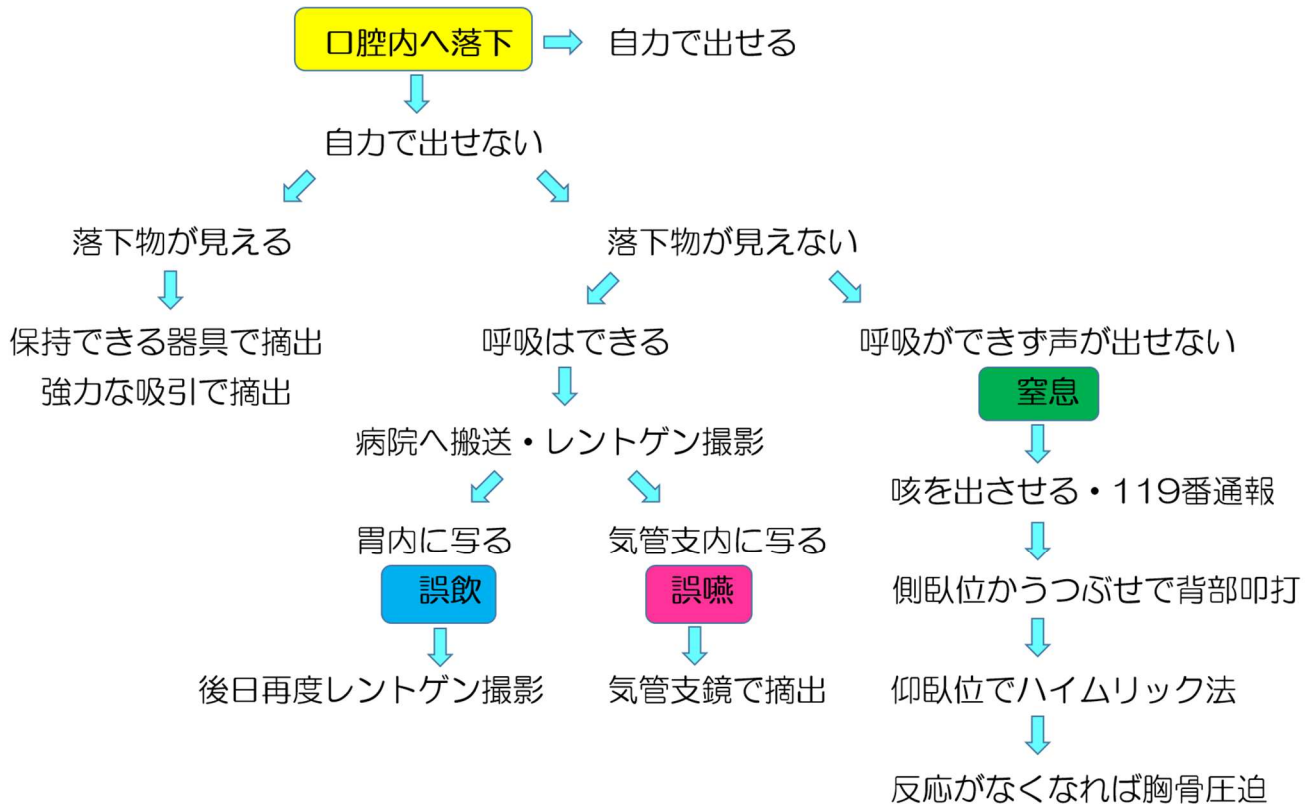 口腔内へ落下
自力で出せる
自力で出せない
落下物が見える
落下物が見えない
保持できる器具で摘出
強力な吸引で摘出
呼吸はできる
呼吸ができず声が出せない
窒息
病院へ搬送・レントゲン撮影
咳を出させる・119番通報
胃内に写る
気管支内に写る
誤飲
誤嚥
側臥位かうつぶせで背部叩打
後日再度レントゲン撮影
気管支鏡で摘出
仰臥位でハイムリック法
反応がなくなれば胸骨圧迫